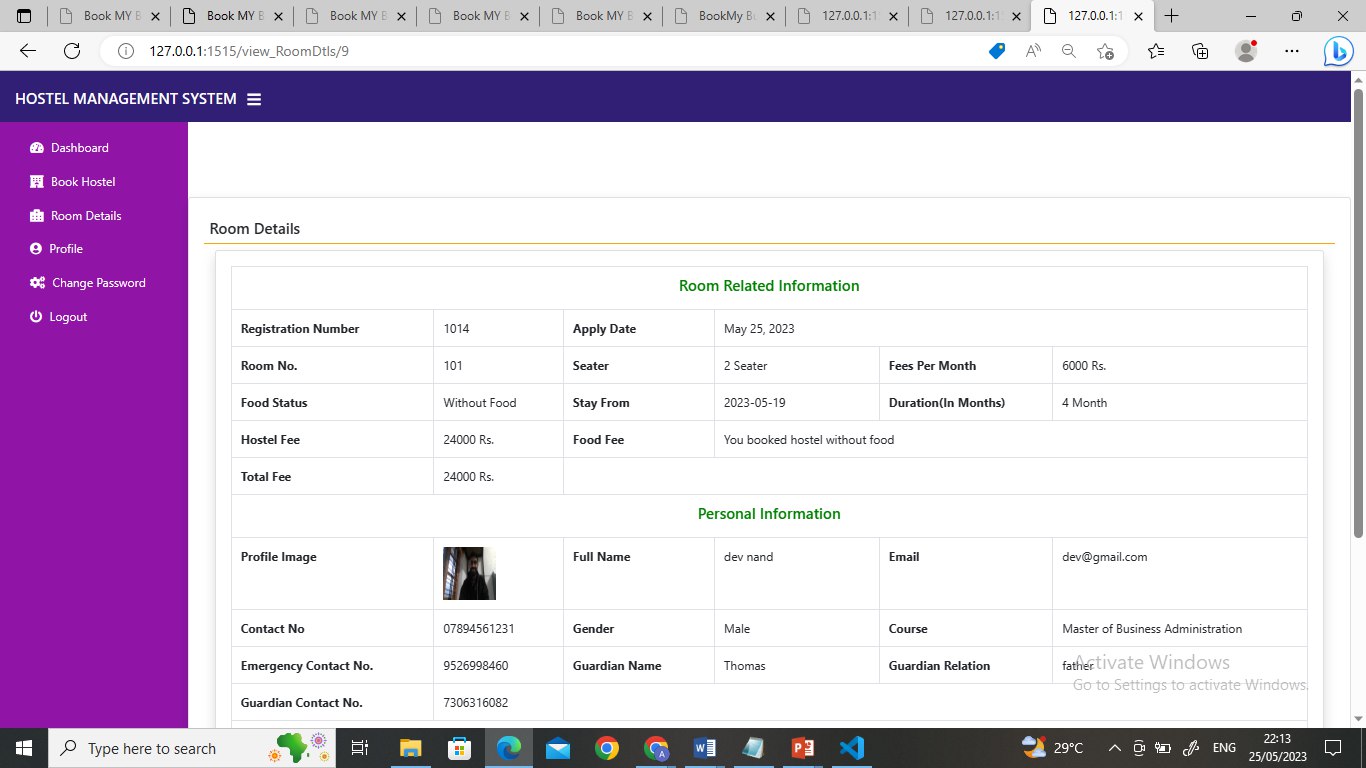 Book MY B
Book MY B
Book MY B
Book MY B
Book MY B
BookMy B
127.0.0.1:1
127.0.0.1:1
127.0.0.1:1
127.0.0.1:1515/view_RoomDtls/9
HOSTEL MANAGEMENT SYSTEM
Dashboard
Book Hostel
Room Details
Profile
Change Password
Logout
Room Details
Room Related Information
Registration Number 1014 Apply Date May 25, 2023
Room No. 101 Seater 2 Seater Fees Per Month 6000 Rs.
Food Status Without Food Stay From 2023-05-19 Duration(In Months) 4 Month
Hostel Fee 24000 Rs. Food Fee You booked hostel without food
Total Fee 24000 Rs.
Personal Information
Profile Image Full Name dev nand Email dev@gmail.com
Contact No 07894561231 Gender Male Course Master of Business Administration
Emergency Contact No. 9526998460 Guardian Name Thomas Guardian Relation father
Guardian Contact No. 7306316082
Activate Windows
Go to Settings to activate Windows.
Type here to search
29°C
ENG
22:13
25/05/2023